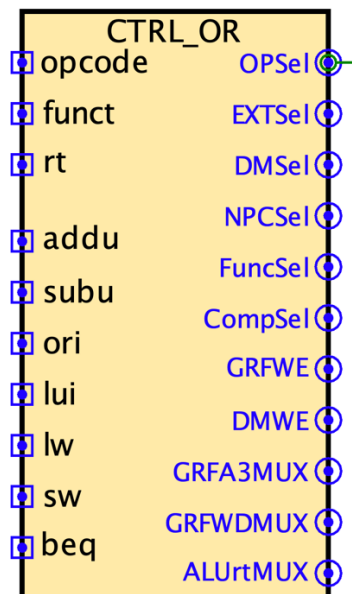 CTRL_OR
opcode OPSel
funct EXTSel
rt DMSel
NPCSel
addu
FuncSel
subu
CompSel
ori
GRFWE
lui
DMWE
lw
GRFA3MUX
sw
GRFWDMUX
beq
ALUrtMUX